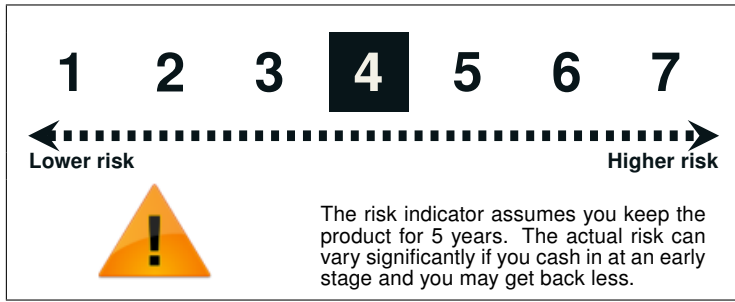 1 2 3 4 5 6 7
Lower risk Higher risk
The risk indicator assumes you keep the
product for 5 years. The actual risk can
vary significantly if you cash in at an early
stage and you may get back less.